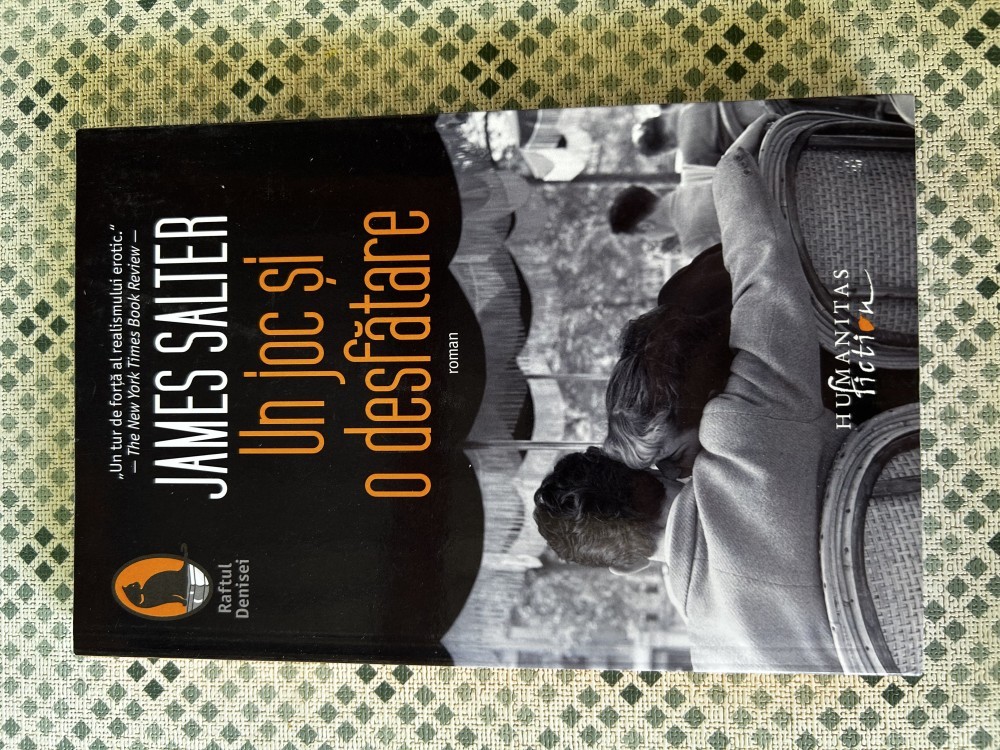 „Un tur de forță al realismului erotic.“
— The New York Times Book Review —
JAMES SALTER
Un joc și
o desfătare
roman
Raftul
Denisei
HUMANITAS
fiction